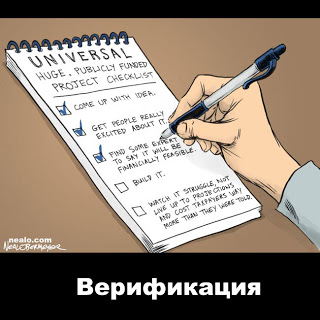 UNIVERSAL
HUGE, PUBLICLY FUNDED
PROJECT CHECKLIST
COME UP WITH IDEA.
GET PEOPLE REALLY
EXCITED ABOUT IT.
FIND SOME EXPERT
TO SAY IT WILL BE
FINANCIALLY FEASIBLE.
BUILD IT.
WATCH IT STRUGGLE, NOT
LIVE UP TO PROJECTIONS
AND COST TAXPAYERS WAY
MORE THAN THEY WERE TOLD.
nealo.com
Верификация